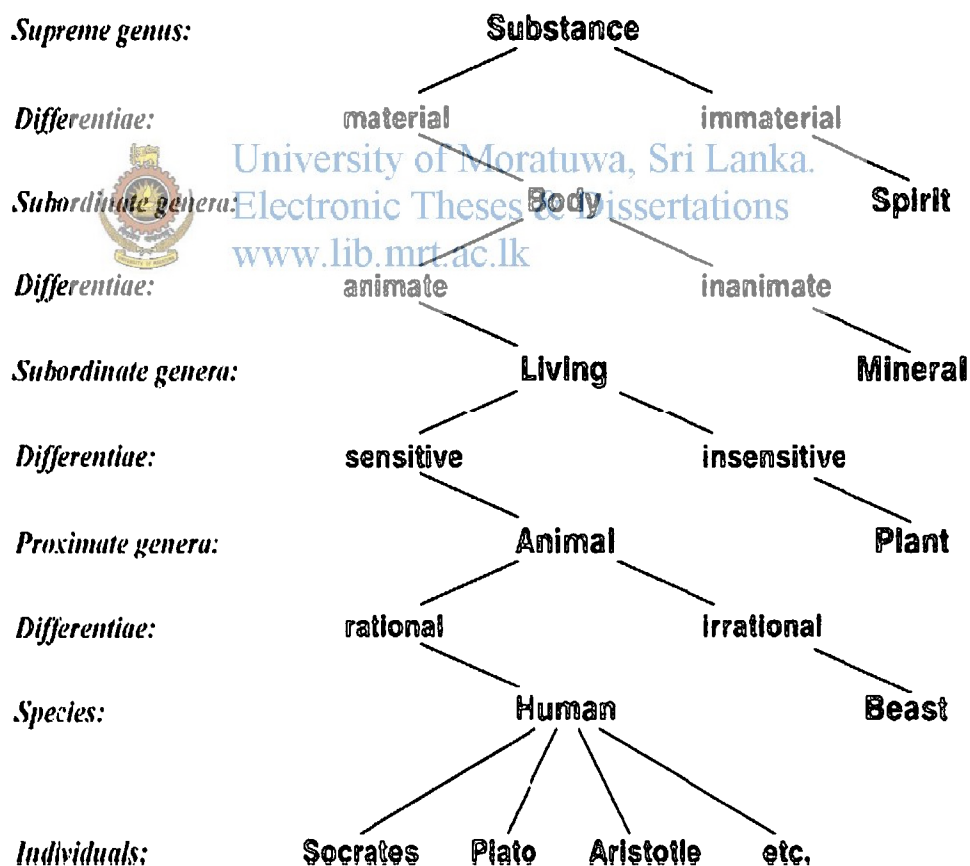 Supreme genus: Substance
Differentiae: material immaterial
University of Moratuwa, Sri Lanka.
Subordinate genera: Body Spirit
Electronic Theses & Dissertations
www.lib.mrt.ac.lk
Differentiae: animate inanimate
Subordinate genera: Living Mineral
Differentiae: sensitive insensitive
Proximate genera: Animal Plant
Differentiae: rational irrational
Species: Human Beast
Individuals: Socrates Plato Aristotle etc.